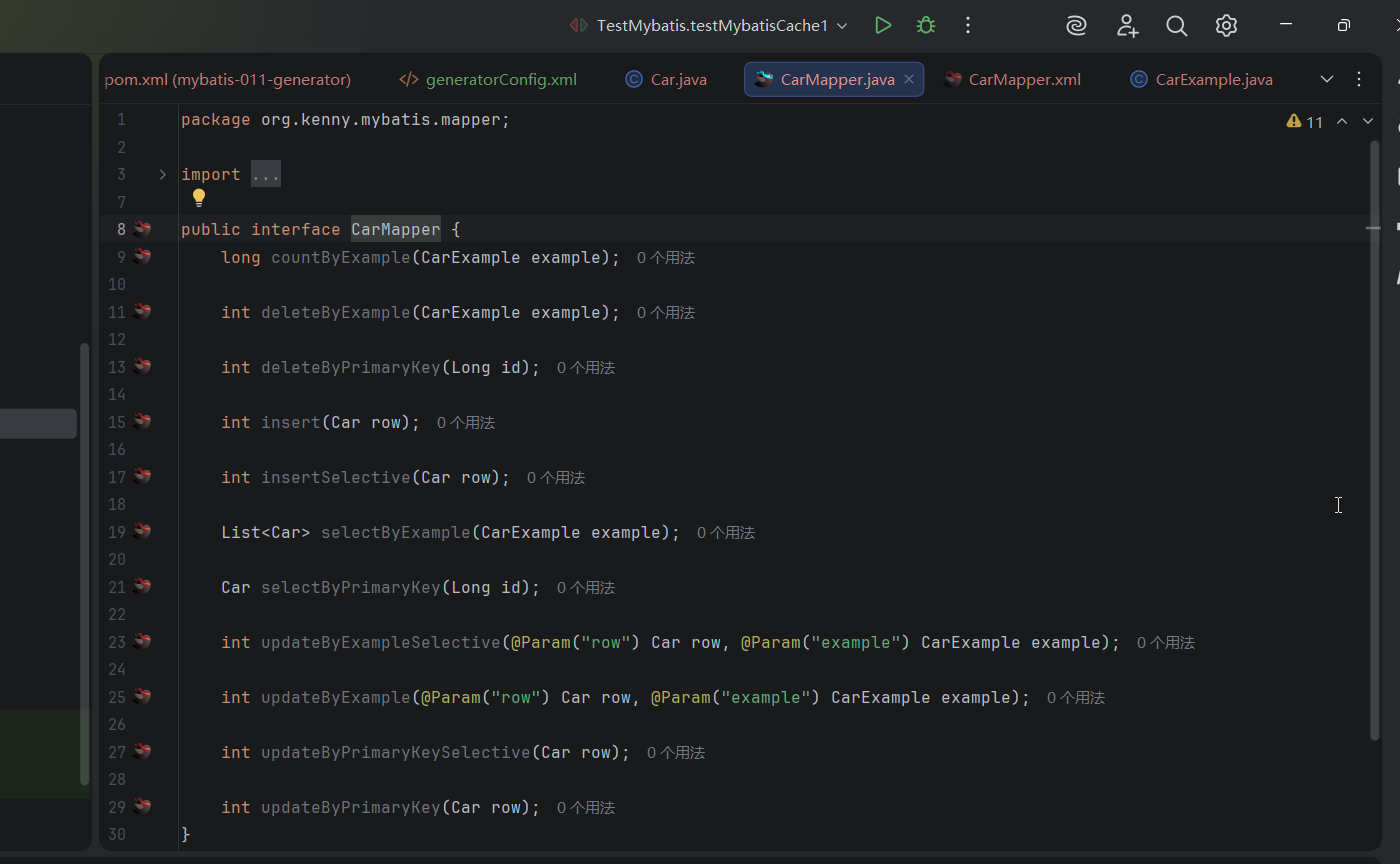 TestMybatis.testMybatisCache1
pom.xml (mybatis-011-generator) </> generatorConfig.xml Car.java CarMapper.java CarMapper.xml CarExample.java
1 package org.kenny.mybatis.mapper; 11
2
3 import ...
7
8 public interface CarMapper {
9 long countByExample(CarExample example); 0 个用法
10
11 int deleteByExample(CarExample example); 0 个用法
12
13 int deleteByPrimaryKey(Long id); 0 个用法
14
15 int insert(Car row); 0 个用法
16
17 int insertSelective(Car row); 0 个用法
18
19 List<Car> selectByExample(CarExample example); 0 个用法
20
21 Car selectByPrimaryKey(Long id); 0 个用法
22
23 int updateByExampleSelective(@Param("row") Car row, @Param("example") CarExample example); 0 个用法
24
25 int updateByExample(@Param("row") Car row, @Param("example") CarExample example); 0 个用法
26
27 int updateByPrimaryKeySelective(Car row); 0 个用法
28
29 int updateByPrimaryKey(Car row); 0 个用法
30 }